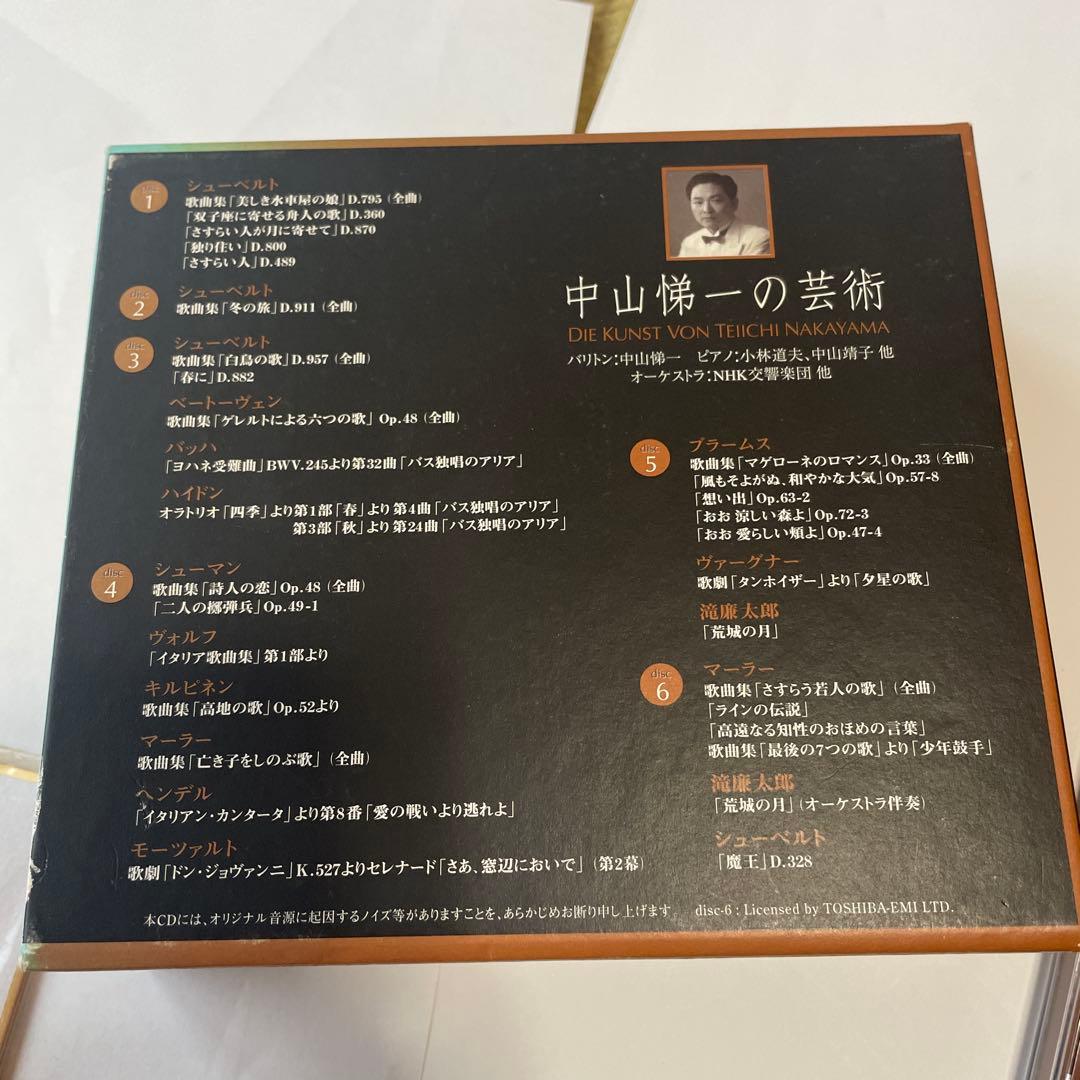 disc
1
シューベルト
歌曲集「美しき水車屋の娘」D.795（全曲）
「双子座に寄せる舟人の歌」D.360
「さすらい人が月に寄せて」D.870
「独り住い」D.800
「さすらい人」D.489
disc
2
シューベルト
歌曲集「冬の旅」D.911（全曲）
disc
3
シューベルト
歌曲集「白鳥の歌」D.957（全曲）
「春に」D.882
ベートーヴェン
歌曲集「ゲレルトによる六つの歌」Op.48（全曲）
バッハ
「ヨハネ受難曲」BWV.245より第32曲「バス独唱のアリア」
ハイドン
オラトリオ「四季」より第1部「春」より第4曲「バス独唱のアリア」
第3部「秋」より第24曲「バス独唱のアリア」
disc
4
シューマン
歌曲集「詩人の恋」Op.48（全曲）
「二人の擲弾兵」Op.49-1
ヴォルフ
「イタリア歌曲集」第1部より
キルピネン
歌曲集「高地の歌」Op.52より
マーラー
歌曲集「亡き子をしのぶ歌」（全曲）
ヘンデル
「イタリアン・カンタータ」より第8番「愛の戦いより逃れよ」
モーツァルト
歌劇「ドン・ジョヴァンニ」K.527よりセレナード「さあ、窓辺においで」（第2幕）
中山悌一の芸術
DIE KUNST VON TEIICHI NAKAYAMA
バリトン：中山悌一　ピアノ：小林道夫、中山靖子 他
オーケストラ：NHK交響楽団 他
disc
5
ブラームス
歌曲集「マゲローネのロマンス」Op.33（全曲）
「風もそよがぬ、和やかな大気」Op.57-8
「想い出」Op.63-2
「おお 涼しい森よ」Op.72-3
「おお 愛らしい頬よ」Op.47-4
ヴァーグナー
歌劇「タンホイザー」より「夕星の歌」
滝廉太郎
「荒城の月」
disc
6
マーラー
歌曲集「さすらう若人の歌」（全曲）
「ラインの伝説」
「高遠なる知性のおほめの言葉」
歌曲集「最後の7つの歌」より「少年鼓手」
滝廉太郎
「荒城の月」（オーケストラ伴奏）
シューベルト
「魔王」D.328
本CDには、オリジナル音源に起因するノイズ等がありますことを、あらかじめお断り申し上げます　disc-6 : Licensed by TOSHIBA-EMI LTD.